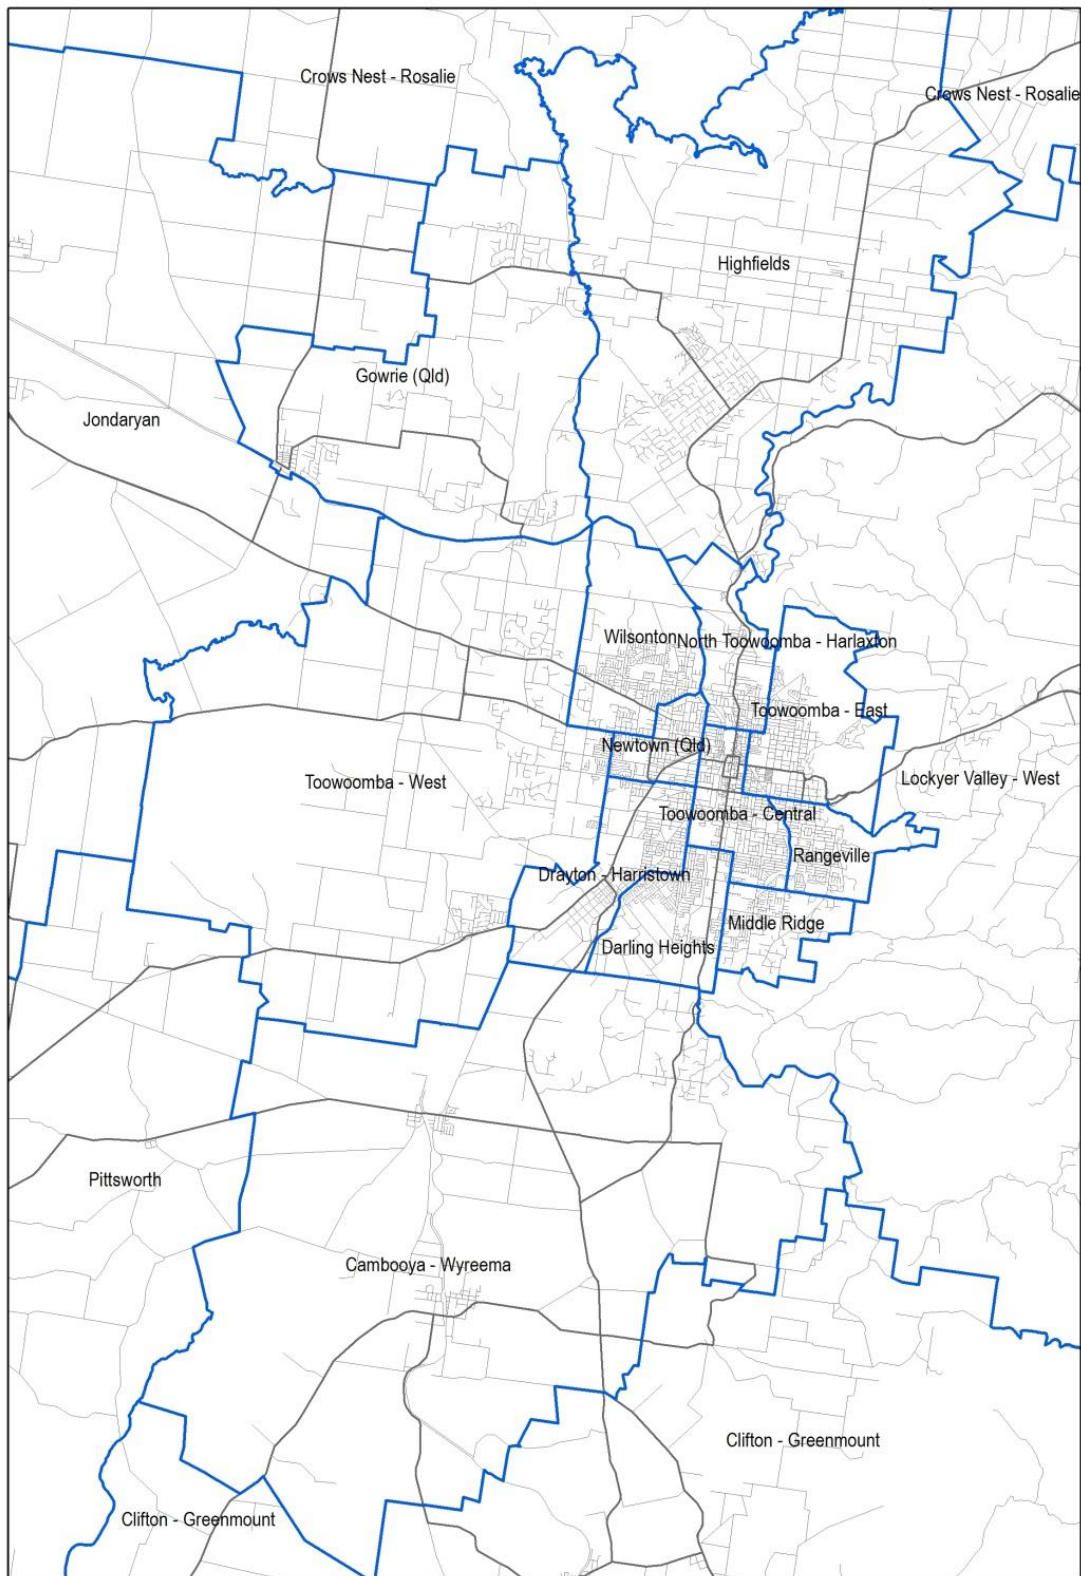 Crows Nest - Rosalie
Crows Nest - Rosalie
Highfields
Gowrie (Qld)
Jondaryan
Wilsonton
North Toowoomba - Harlaxton
Toowoomba - East
Newtown (Qld)
Lockyer Valley - West
Toowoomba - West
Toowoomba - Central
Rangeville
Drayton - Harristown
Middle Ridge
Darling Heights
Pittsworth
Cambooya - Wyreema
Clifton - Greenmount
Clifton - Greenmount